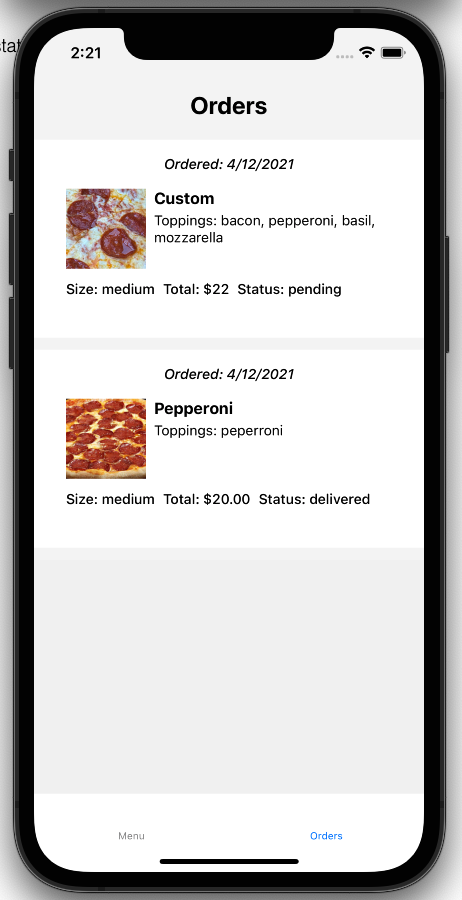 2:21
Orders
Ordered: 4/12/2021
Custom
Toppings: bacon, pepperoni, basil,
mozzarella
Size: medium Total: $22 Status: pending
Ordered: 4/12/2021
Pepperoni
Toppings: peperroni
Size: medium Total: $20.00 Status: delivered
Menu Orders